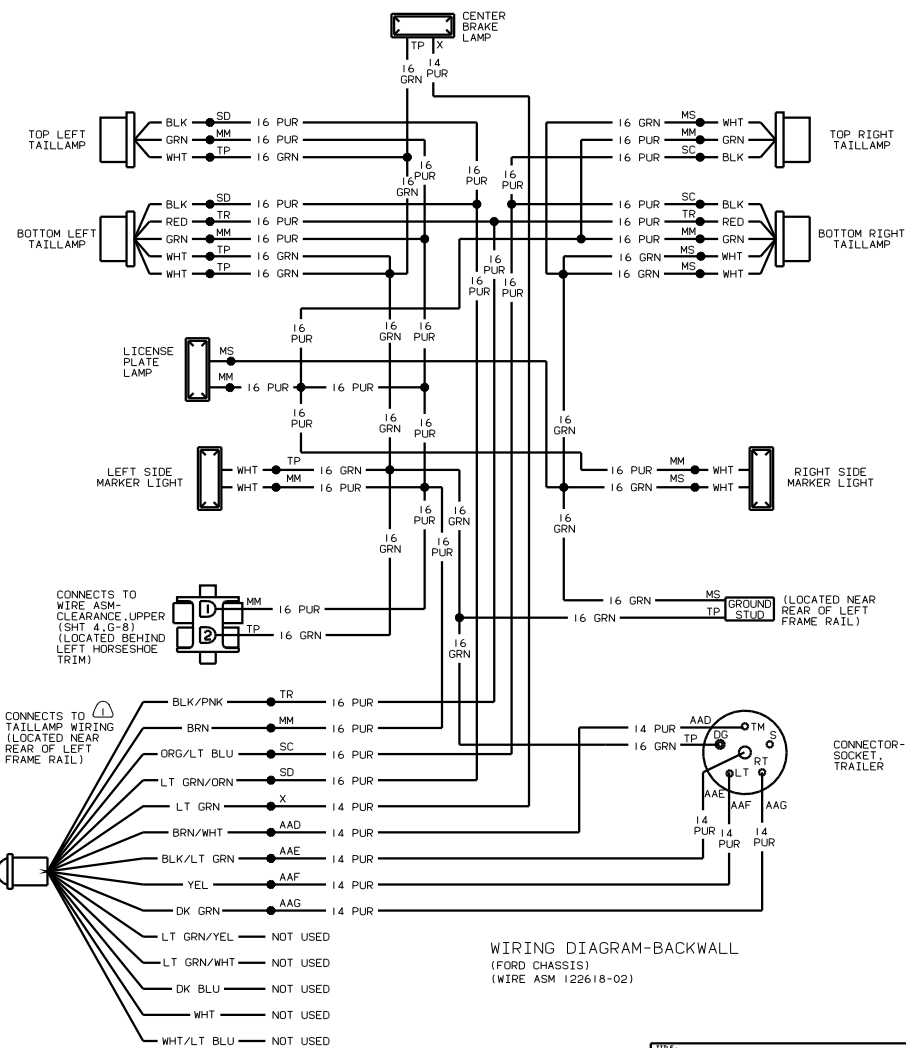 CENTER
BRAKE
LAMP
TP X
16
GRN
14
PUR
TOP LEFT
TAILLAMP
BLK SD 16 PUR
GRN MM 16 PUR
WHT TP 16 GRN
16 GRN MS WHT
16 PUR MM GRN
16 PUR SC BLK
TOP RIGHT
TAILLAMP
16
GRN
16
PUR
16
PUR
16
PUR
BOTTOM LEFT
TAILLAMP
BLK SD 16 PUR
RED TR 16 PUR
GRN MM 16 PUR
WHT TP 16 GRN
WHT TP 16 GRN
16 PUR SC BLK
16 PUR TR RED
16 PUR MM GRN
16 GRN MS WHT
16 GRN MS WHT
BOTTOM RIGHT
TAILLAMP
16
PUR
16
PUR
16
PUR
16
PUR
16
GRN
16
PUR
LICENSE
PLATE
LAMP
MS
MM 16 PUR 16 PUR
16
PUR
16
GRN
16
PUR
16
GRN
LEFT SIDE
MARKER LIGHT
WHT TP 16 GRN
WHT MM 16 PUR
16 PUR MM WHT
16 GRN MS WHT
RIGHT SIDE
MARKER LIGHT
16
GRN
16
PUR
16
PUR
16
GRN
16
GRN
CONNECTS TO
WIRE ASM-
CLEARANCE,UPPER
(SHT 4,G-8)
(LOCATED BEHIND
LEFT HORSESHOE
TRIM)
1 MM 16 PUR
2 TP 16 GRN
16 GRN MS
16 GRN TP
GROUND
STUD
(LOCATED NEAR
REAR OF LEFT
FRAME RAIL)
16
GRN
CONNECTS TO 1
TAILLAMP WIRING
(LOCATED NEAR
REAR OF LEFT
FRAME RAIL)
BLK/PNK TR 16 PUR
BRN MM 16 PUR
ORG/LT BLU SC 16 PUR
LT GRN/ORN SD 16 PUR
LT GRN X 14 PUR
BRN/WHT AAD 14 PUR
BLK/LT GRN AAE 14 PUR
YEL AAF 14 PUR
DK GRN AAG 14 PUR
LT GRN/YEL NOT USED
LT GRN/WHT NOT USED
DK BLU NOT USED
WHT NOT USED
WHT/LT BLU NOT USED
14 PUR AAD TM
16 GRN TP DG S
LT RT
AAE AAF AAG
14
PUR
14
PUR
14
PUR
CONNECTOR-
SOCKET,
TRAILER
WIRING DIAGRAM-BACKWALL
(FORD CHASSIS)
(WIRE ASM 122618-02)